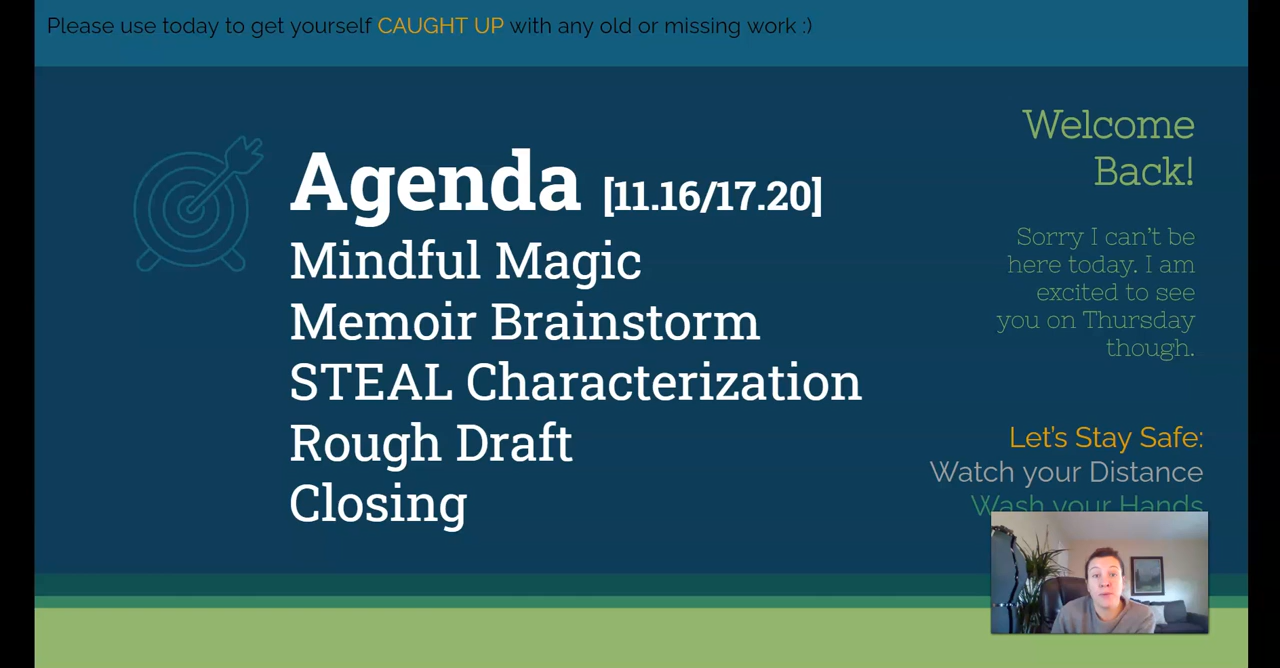 Please use today to get yourself CAUGHT UP with any old or missing work :)
Agenda [11.16/17.20]
Mindful Magic
Memoir Brainstorm
STEAL Characterization
Rough Draft
Closing
Welcome
Back!
Sorry I can't be
here today. I am
excited to see
you on Thursday
though.
Let's Stay Safe:
Watch your Distance
Wash your Hands